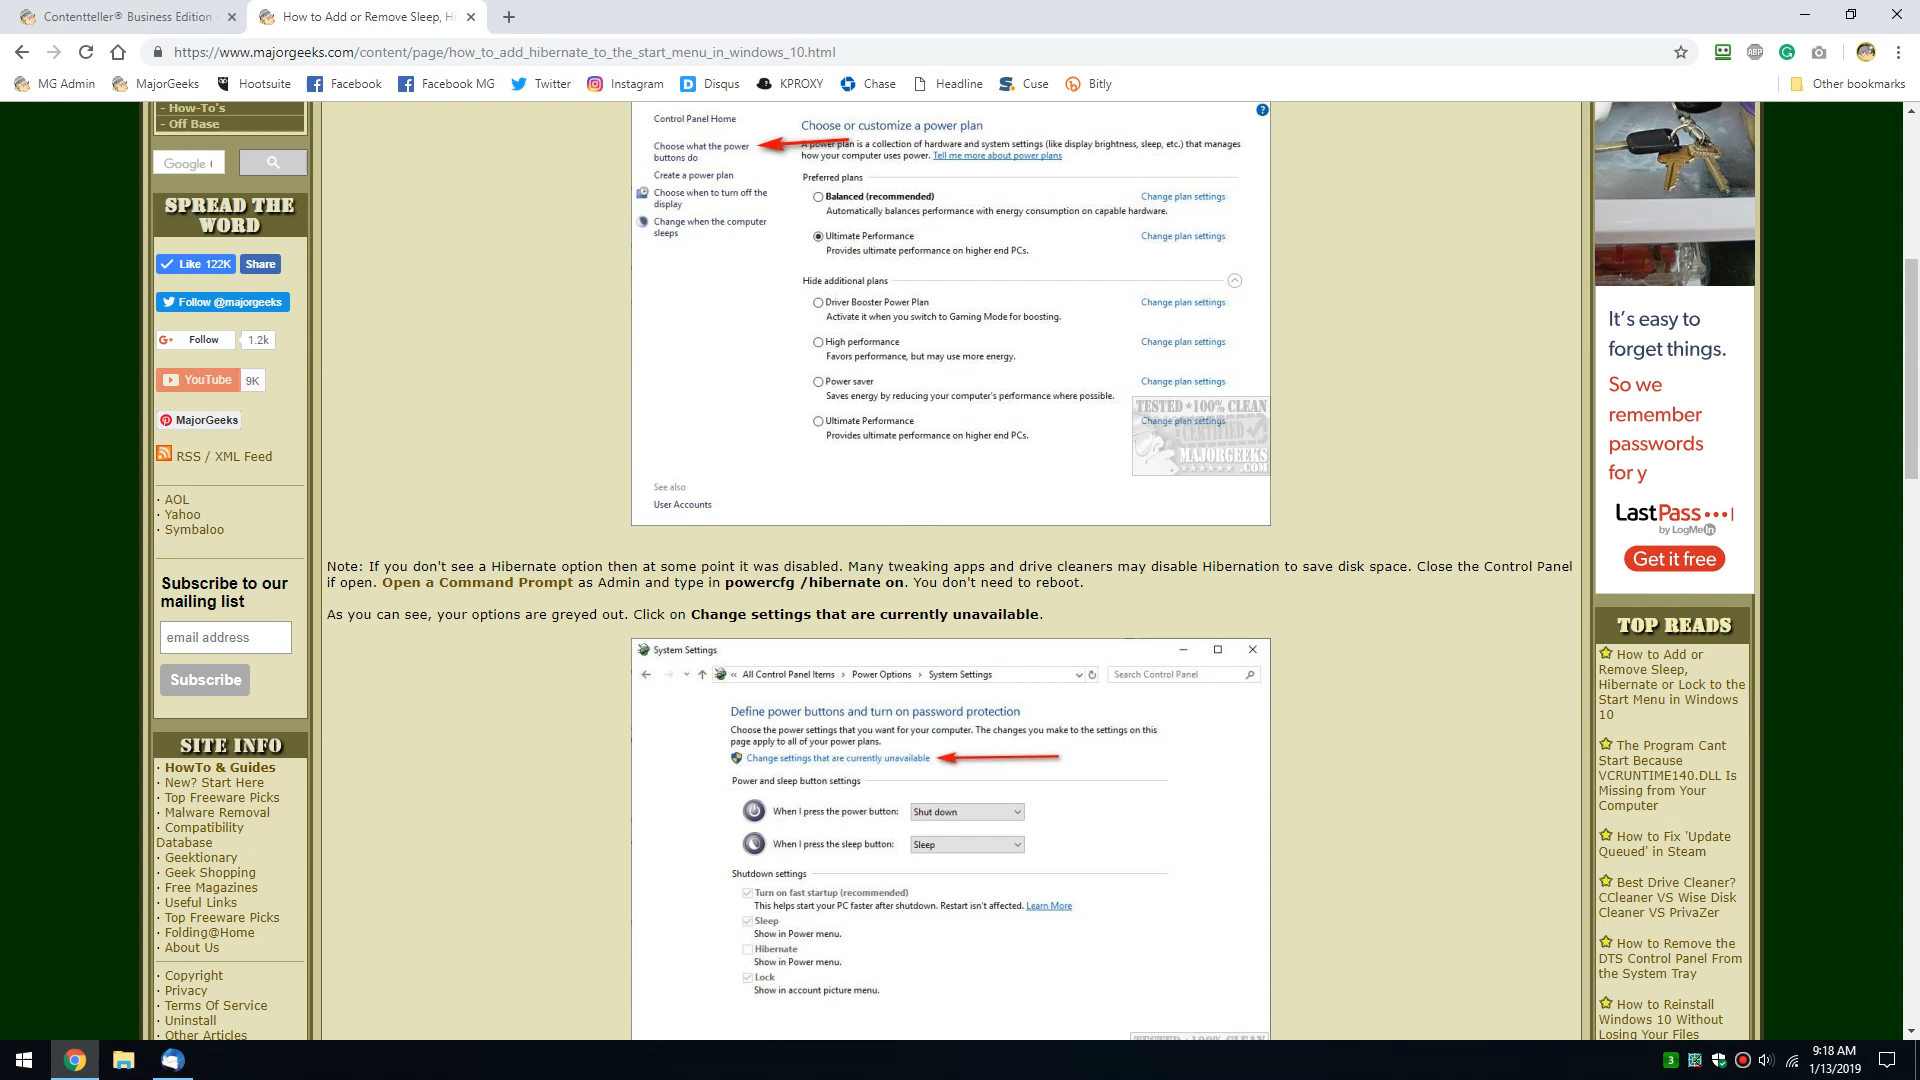 Contentteller® Business Edition
How to Add or Remove Sleep, Hi
https://www.majorgeeks.com/content/page/how_to_add_hibernate_to_the_start_menu_in_windows_10.html
ABP
MG Admin
MajorGeeks
Hootsuite
Facebook
Facebook MG
Twitter
Instagram
Disqus
KPROXY
Chase
Headline
Cuse
Bitly
Other bookmarks
- How-To's
- Off Base
Google
SPREAD THE
WORD
Like 122K
Share
Follow @majorgeeks
G+ Follow 1.2k
YouTube 9K
MajorGeeks
RSS / XML Feed
· AOL
· Yahoo
· Symbaloo
Subscribe to our
mailing list
email address
Subscribe
SITE INFO
· HowTo & Guides
· New? Start Here
· Top Freeware Picks
· Malware Removal
· Compatibility
Database
· Geektionary
· Geek Shopping
· Free Magazines
· Useful Links
· Top Freeware Picks
· Folding@Home
· About Us
· Copyright
· Privacy
· Terms Of Service
· Uninstall
· Other Articles
Control Panel Home
Choose what the power
buttons do
Create a power plan
Choose when to turn off the
display
Change when the computer
sleeps
See also
User Accounts
Choose or customize a power plan
A power plan is a collection of hardware and system settings (like display brightness, sleep, etc.) that manages
how your computer uses power. Tell me more about power plans
Preferred plans
Balanced (recommended) Change plan settings
Automatically balances performance with energy consumption on capable hardware.
Ultimate Performance Change plan settings
Provides ultimate performance on higher end PCs.
Hide additional plans
Driver Booster Power Plan Change plan settings
Activate it when you switch to Gaming Mode for boosting.
High performance Change plan settings
Favors performance, but may use more energy.
Power saver Change plan settings
Saves energy by reducing your computer's performance where possible.
Ultimate Performance Change plan settings
Provides ultimate performance on higher end PCs.
TESTED ★ 100% CLEAN
CERTIFIED
MAJORGEEKS
.COM
Note: If you don't see a Hibernate option then at some point it was disabled. Many tweaking apps and drive cleaners may disable Hibernation to save disk space. Close the Control Panel
if open. Open a Command Prompt as Admin and type in powercfg /hibernate on. You don't need to reboot.
As you can see, your options are greyed out. Click on Change settings that are currently unavailable.
System Settings
« All Control Panel Items › Power Options › System Settings
Search Control Panel
Define power buttons and turn on password protection
Choose the power settings that you want for your computer. The changes you make to the settings on this
page apply to all of your power plans.
Change settings that are currently unavailable
Power and sleep button settings
When I press the power button: Shut down
When I press the sleep button: Sleep
Shutdown settings
Turn on fast startup (recommended)
This helps start your PC faster after shutdown. Restart isn't affected. Learn More
Sleep
Show in Power menu.
Hibernate
Show in Power menu.
Lock
Show in account picture menu.
TESTED ★ 100% CLEAN
It's easy to
forget things.
So we
remember
passwords
for y
LastPass •••|
by LogMeIn
Get it free
TOP READS
How to Add or
Remove Sleep,
Hibernate or Lock to the
Start Menu in Windows
10
The Program Cant
Start Because
VCRUNTIME140.DLL Is
Missing from Your
Computer
How to Fix 'Update
Queued' in Steam
Best Drive Cleaner?
CCleaner VS Wise Disk
Cleaner VS PrivaZer
How to Remove the
DTS Control Panel From
the System Tray
How to Reinstall
Windows 10 Without
Losing Your Files
3
9:18 AM
1/13/2019